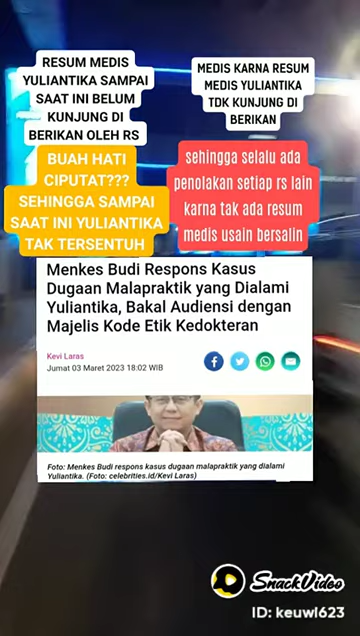 RESUM MEDIS
YULIANTIKA SAMPAI
SAAT INI BELUM
KUNJUNG DI
BERIKAN OLEH RS
BUAH HATI
CIPUTAT???
SEHINGGA SAMPAI
SAAT INI YULIANTIKA
TAK TERSENTUH
MEDIS KARNA RESUM
MEDIS YULIANTIKA
TDK KUNJUNG DI
BERIKAN
sehingga selalu ada
penolakan setiap rs lain
karna tak ada resum
medis usain bersalin
Menkes Budi Respons Kasus
Dugaan Malapraktik yang Dialami
Yuliantika, Bakal Audiensi dengan
Majelis Kode Etik Kedokteran
Kevi Laras
Jumat 03 Maret 2023 18:02 WIB
Foto: Menkes Budi respons kasus dugaan malapraktik yang dialami
Yuliantika. (Foto: celebrities.id/Kevi Laras)
SnackVideo
ID: keuwl623